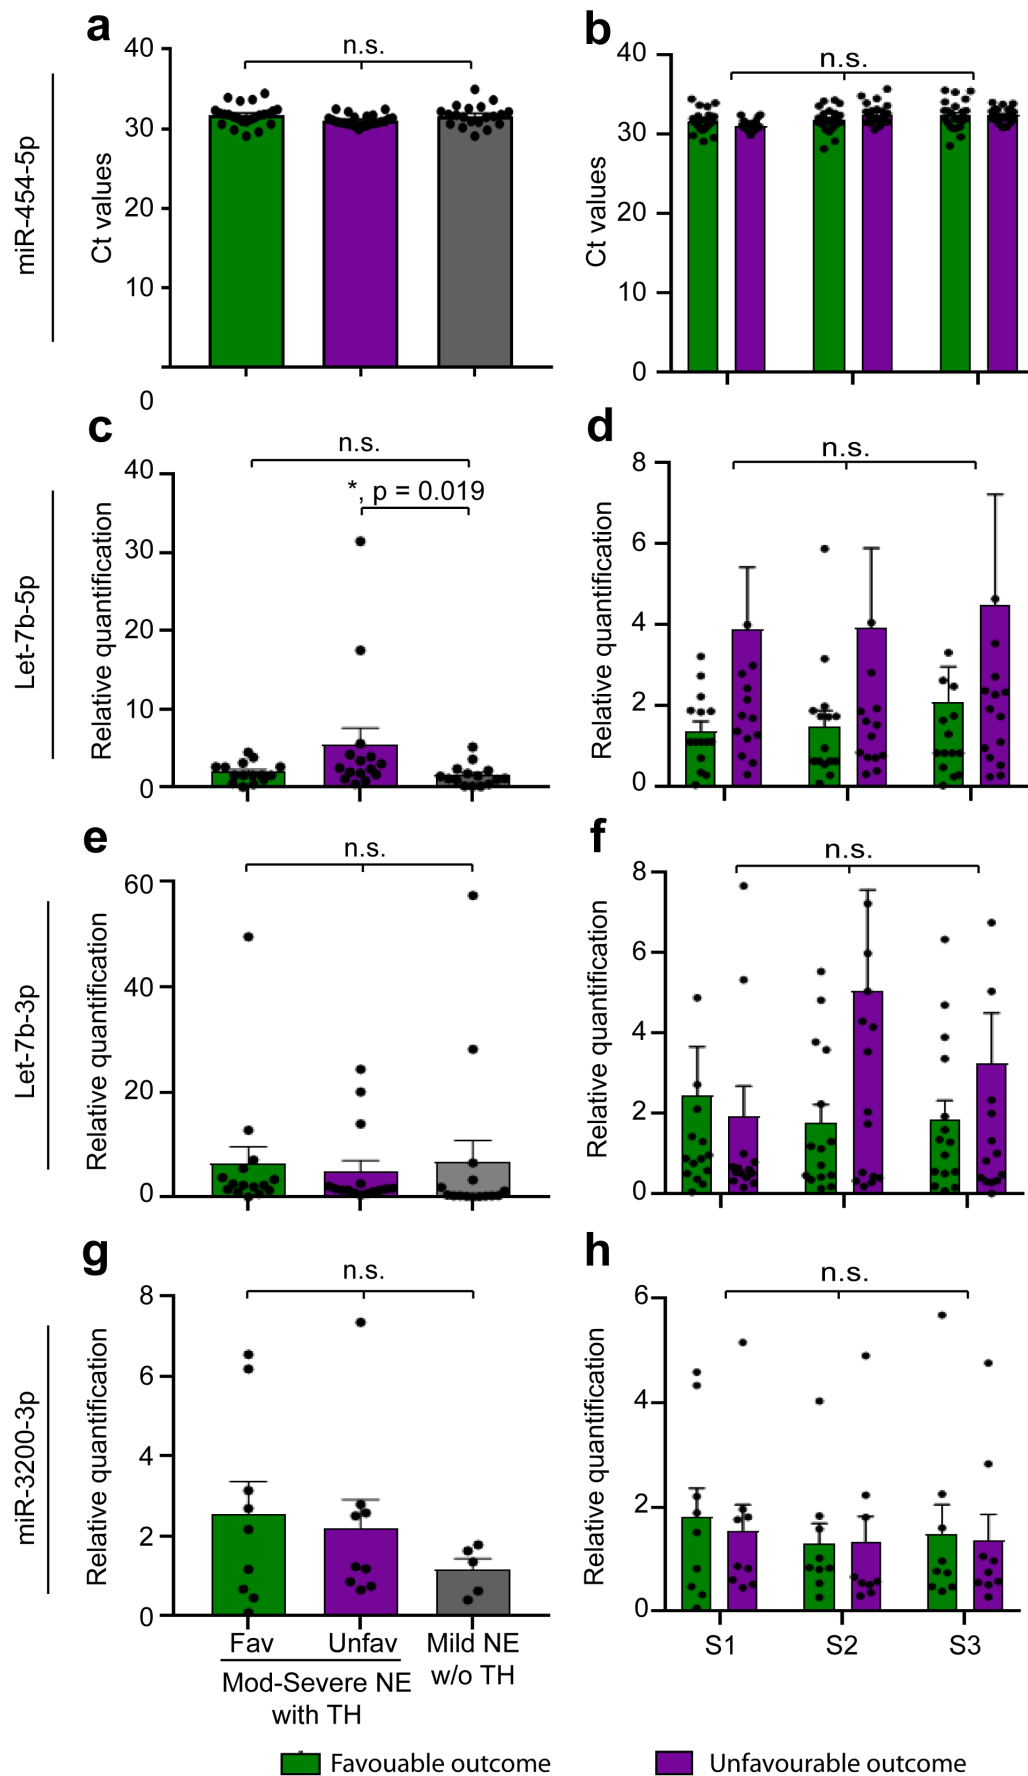 a
miR-454-5p
Ct values
n.s.
40
30
20
10
0
b
Ct values
n.s.
40
30
20
10
0
c
Let-7b-5p
Relative quantification
n.s.
*, p = 0.019
40
30
20
10
0
d
Relative quantification
n.s.
8
6
4
2
0
e
Let-7b-3p
Relative quantification
n.s.
60
40
20
0
f
Relative quantification
n.s.
8
6
4
2
0
g
miR-3200-3p
Relative quantification
n.s.
8
6
4
2
0
Fav Unfav Mild NE
w/o TH
Mod-Severe NE
with TH
h
Relative quantification
n.s.
6
4
2
0
S1 S2 S3
Favouable outcome
Unfavourable outcome